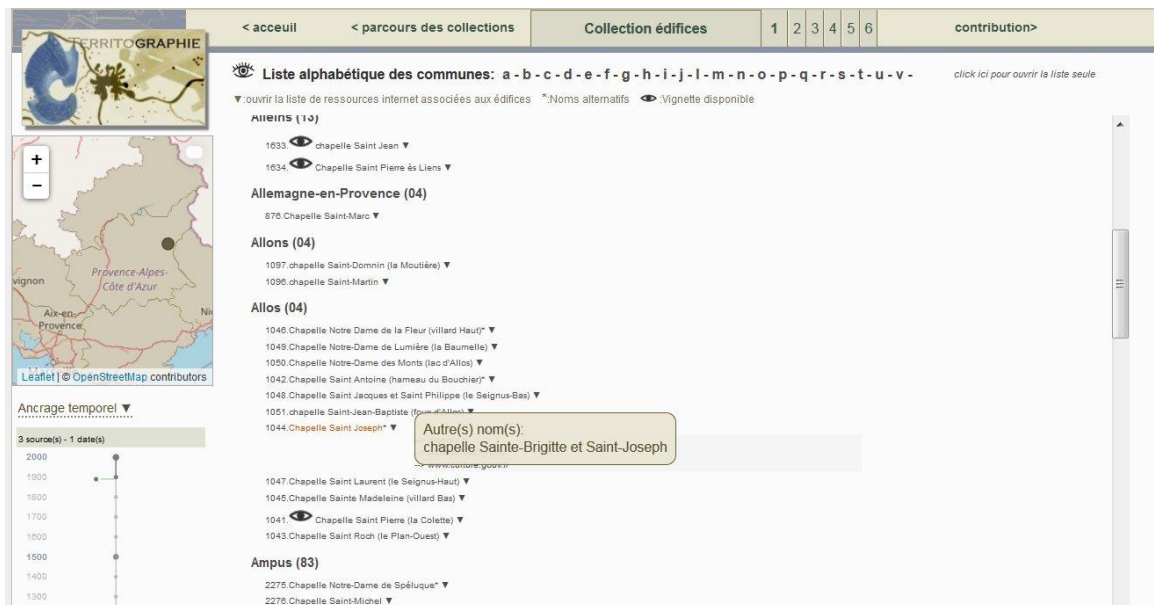 TERRITOGRAPHIE
< acceuil
< parcours des collections
Collection édifices
1 2 3 4 5 6
contribution>
Liste alphabétique des communes: a - b - c - d - e - f - g - h - i - j - l - m - n - o - p - q - r - s - t - u - v -
click ici pour ouvrir la liste seule
▼:ouvrir la liste de ressources internet associées aux édifices *:Noms alternatifs :Vignette disponible
Alleins (13)
1633. chapelle Saint Jean ▼
1634. Chapelle Saint Pierre ès Liens ▼
Allemagne-en-Provence (04)
876.Chapelle Saint-Marc ▼
Allons (04)
1097.chapelle Saint-Domnin (la Moutière) ▼
1096.chapelle Saint-Martin ▼
Allos (04)
1046.Chapelle Notre Dame de la Fleur (villard Haut)* ▼
1049.Chapelle Notre-Dame de Lumière (la Baumelle) ▼
1050.Chapelle Notre-Dame des Monts (lac d'Allos) ▼
1042.Chapelle Saint Antoine (hameau du Bouchier)* ▼
1048.Chapelle Saint Jacques et Saint Philippe (le Seignus-Bas) ▼
1051.chapelle Saint-Jean-Baptiste (foux d'Allos) ▼
1044.Chapelle Saint Joseph* ▼
Autre(s) nom(s):
chapelle Sainte-Brigitte et Saint-Joseph
--> www.culture.gouv.fr
1047.Chapelle Saint Laurent (le Seignus-Haut) ▼
1045.Chapelle Sainte Madeleine (villard Bas) ▼
1041. Chapelle Saint Pierre (la Colette) ▼
1043.Chapelle Saint Roch (le Plan-Ouest) ▼
Ampus (83)
2275.Chapelle Notre-Dame de Spéluque* ▼
2276.Chapelle Saint-Michel ▼
+
−
Provence-Alpes-
Côte d'Azur
vignon
Aix-en-
Provence
Ni
Leaflet | © OpenStreetMap contributors
Ancrage temporel ▼
3 source(s) - 1 date(s)
2000
1900
1800
1700
1600
1500
1400
1300